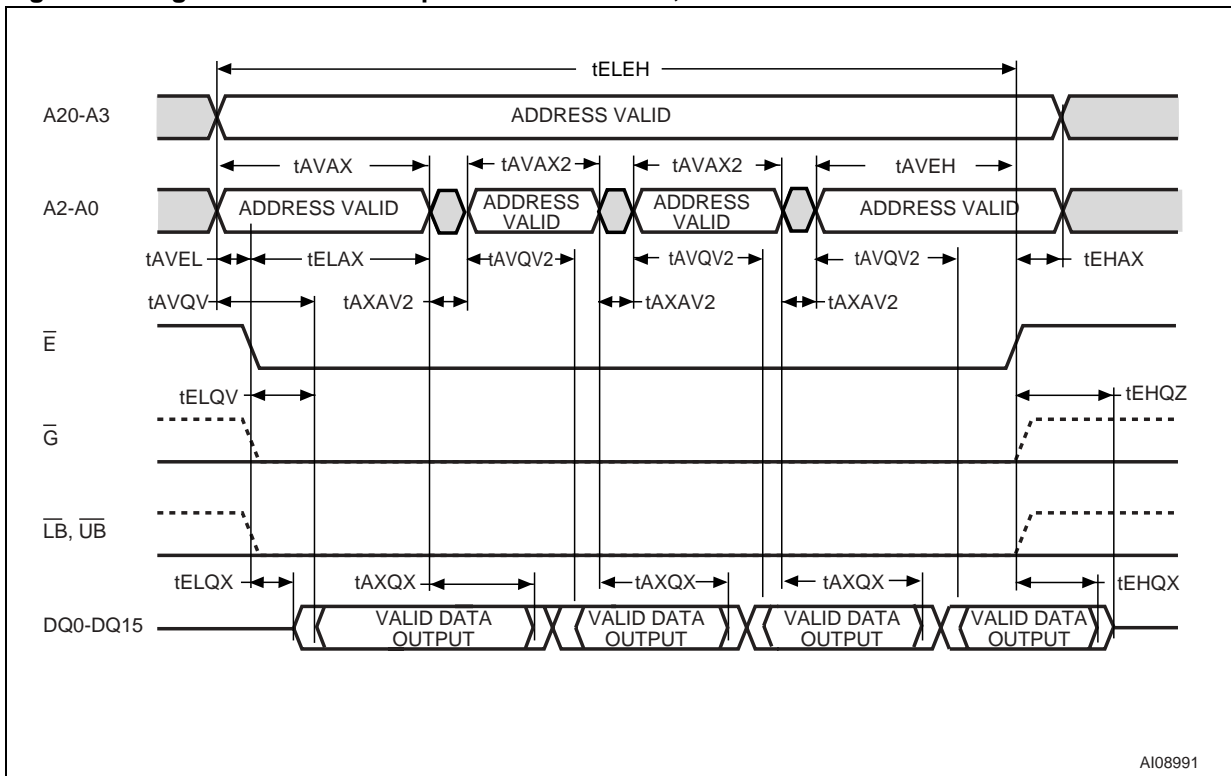 tELEH
A20-A3
ADDRESS VALID
tAVAX
tAVAX2
tAVAX2
tAVEH
A2-A0
ADDRESS VALID
ADDRESS
VALID
ADDRESS
VALID
ADDRESS VALID
tAVEL
tELAX
tAVQV2
tAVQV2
tAVQV2
tEHAX
tAVQV
tAXAV2
tAXAV2
tAXAV2
E
tELQV
tEHQZ
G
LB, UB
tELQX
tAXQX
tAXQX
tAXQX
tEHQX
DQ0-DQ15
VALID DATA
OUTPUT
VALID DATA
OUTPUT
VALID DATA
OUTPUT
VALID DATA
OUTPUT
AI08991